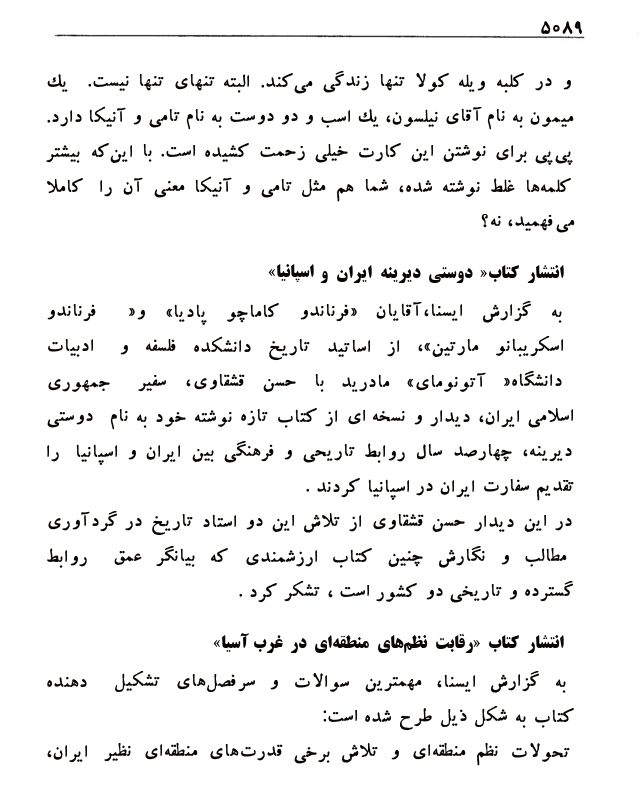 ۵۰۸۹
و در کلبه ویله کولا تنها زندگی می‌کند. البته تنهای تنها نیست. یك
میمون به نام آقای نیلسون، یك اسب و دو دوست به نام تامی و آنیکا دارد.
پی‌پی برای نوشتن این کارت خیلی زحمت کشیده است. با این‌که بیشتر
کلمه‌ها غلط نوشته شده، شما هم مثل تامی و آنیکا معنی آن را کاملا
می‌فهمید، نه؟
انتشار کتاب« دوستی دیرینه ایران و اسپانیا»
به گزارش ایسنا،آقایان «فرناندو کاماچو پادیا» و« فرناندو
اسکریبانو مارتین»، از اساتید تاریخ دانشکده فلسفه و ادبیات
دانشگاه« آتونومای» مادرید با حسن قشقاوی، سفیر جمهوری
اسلامی ایران، دیدار و نسخه ای از کتاب تازه نوشته خود به نام دوستی
دیرینه، چهارصد سال روابط تاریحی و فرهنگی بین ایران و اسپانیا را
تقدیم سفارت ایران در اسپانیا کردند .
در این دیدار حسن قشقاوی از تلاش این دو استاد تاریخ در گردآوری
مطالب و نگارش چنین کتاب ارزشمندی که بیانگر عمق روابط
گسترده و تاریخی دو کشور است ، تشکر کرد .
انتشار کتاب «رقابت نظم‌های منطقه‌ای در غرب آسیا»
به گزارش ایسنا، مهمترین سوالات و سرفصل‌های تشکیل دهنده
کتاب به شکل ذیل طرح شده است:
تحولات نظم منطقه‌ای و تلاش برخی قدرت‌های منطقه‌ای نظیر ایران،